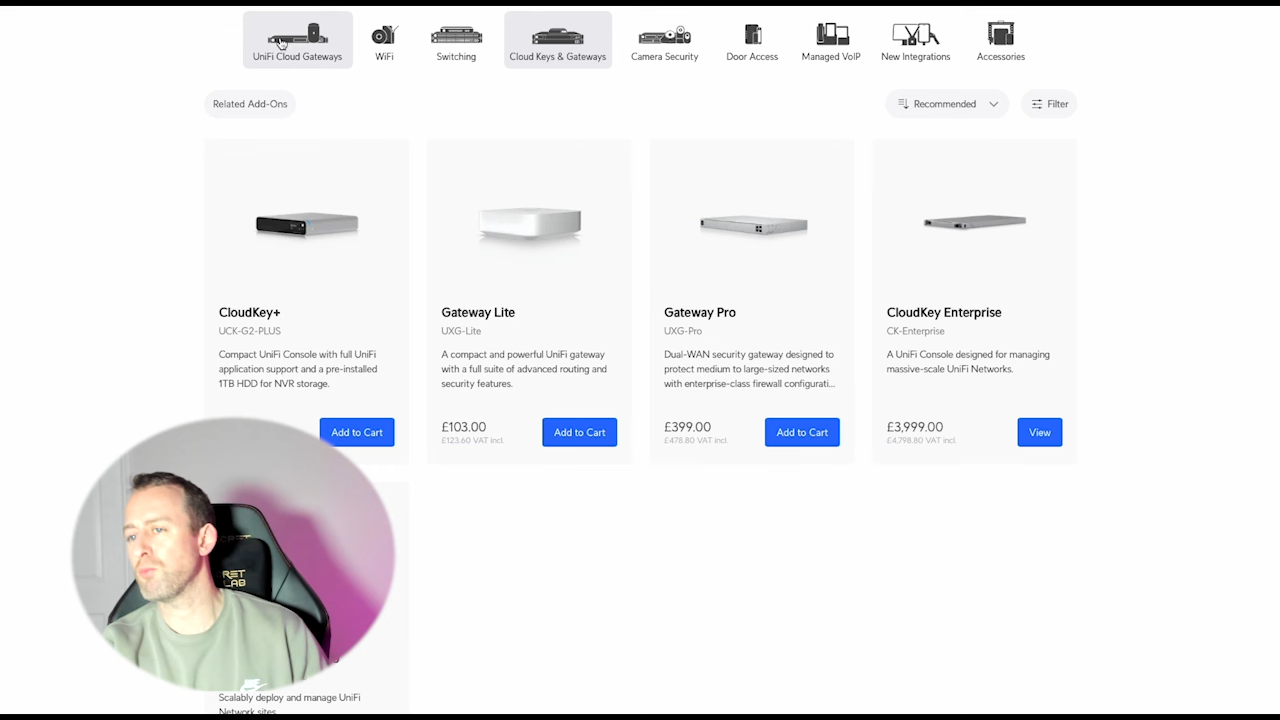 UniFi Cloud Gateways
WiFi
Switching
Cloud Keys & Gateways
Camera Security
Door Access
Managed VoIP
New Integrations
Accessories
Related Add-Ons
Recommended
Filter
CloudKey+
UCK-G2-PLUS
Compact UniFi Console with full UniFi
application support and a pre-installed
1TB HDD for NVR storage.
Add to Cart
Gateway Lite
UXG-Lite
A compact and powerful UniFi gateway
with a full suite of advanced routing and
security features.
£103.00
£123.60 VAT incl.
Add to Cart
Gateway Pro
UXG-Pro
Dual-WAN security gateway designed to
protect medium to large-sized networks
with enterprise-class firewall configurati...
£399.00
£478.80 VAT incl.
Add to Cart
CloudKey Enterprise
CK-Enterprise
A UniFi Console designed for managing
massive-scale UniFi Networks.
£3,999.00
£4,798.80 VAT incl.
View
RET
LAB
Scalably deploy and manage UniFi
Network sites